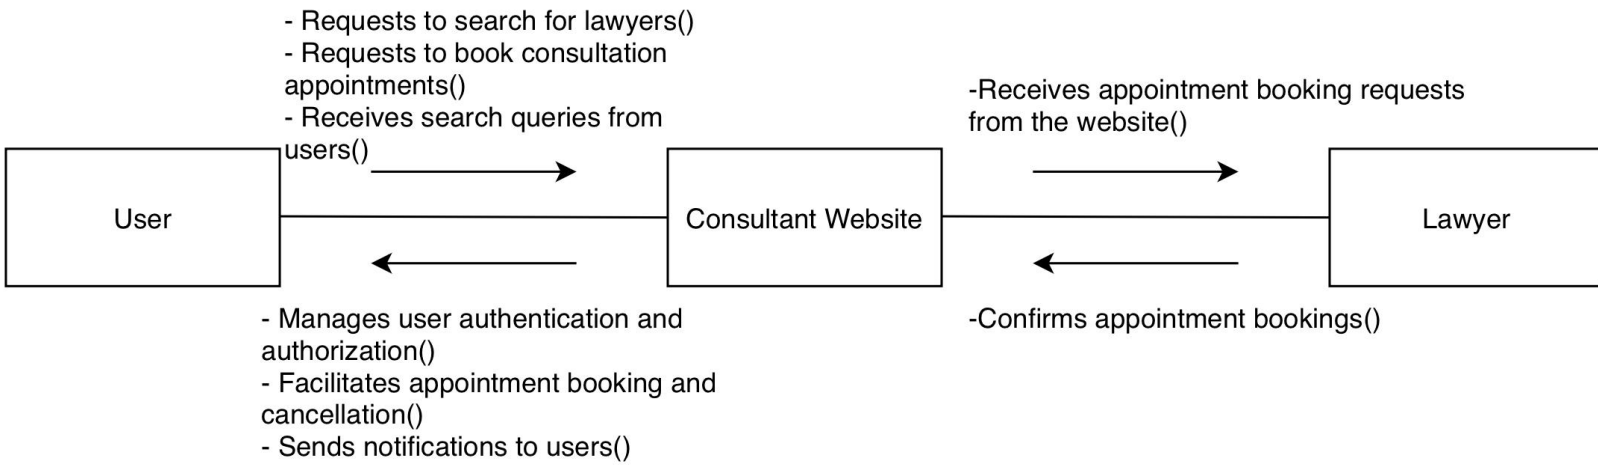 - Requests to search for lawyers()
- Requests to book consultation
appointments()
- Receives search queries from
users()
-Receives appointment booking requests
from the website()
User
Consultant Website
Lawyer
- Manages user authentication and
authorization()
- Facilitates appointment booking and
cancellation()
- Sends notifications to users()
-Confirms appointment bookings()